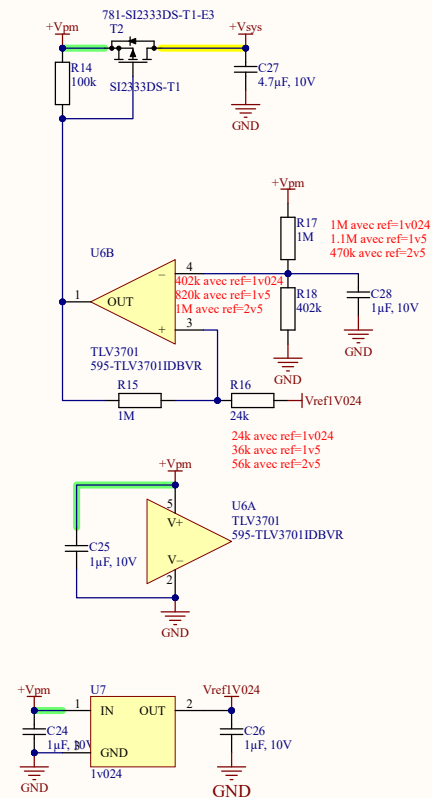 781-SI2333DS-T1-E3
+Vpm
T2
+Vsys
R14
100k
C27
4.7µF, 10V
SI2333DS-T1
GND
+Vpm
R17
1M
1M avec ref=1v024
1.1M avec ref=1v5
470k avec ref=2v5
U6B
4
−
402k avec ref=1v024
820k avec ref=1v5
1M avec ref=2v5
R18
402k
C28
1µF, 10V
1
OUT
3
+
GND
GND
TLV3701
595-TLV3701IDBVR
R15
1M
R16
24k
Vref1V024
24k avec ref=1v024
36k avec ref=1v5
56k avec ref=2v5
+Vpm
5
V+
U6A
TLV3701
595-TLV3701IDBVR
C25
1µF, 10V
V−
2
GND
+Vpm
U7
Vref1V024
1
IN
OUT
2
C24
1µF, 10V
3
GND
C26
1µF, 10V
1v024
GND
GND